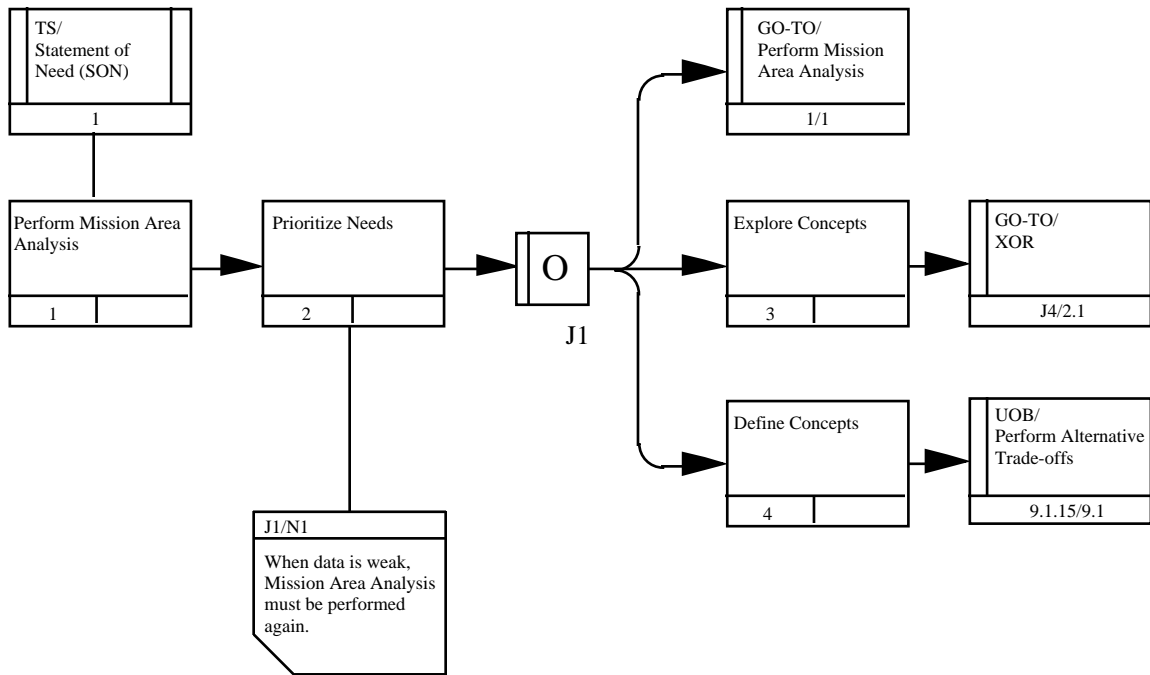 TS/
Statement of
Need (SON)
1
GO-TO/
Perform Mission
Area Analysis
1/1
Perform Mission Area
Analysis
1
Prioritize Needs
2
O
J1
Explore Concepts
3
GO-TO/
XOR
J4/2.1
Define Concepts
4
UOB/
Perform Alternative
Trade-offs
9.1.15/9.1
J1/N1
When data is weak,
Mission Area Analysis
must be performed
again.